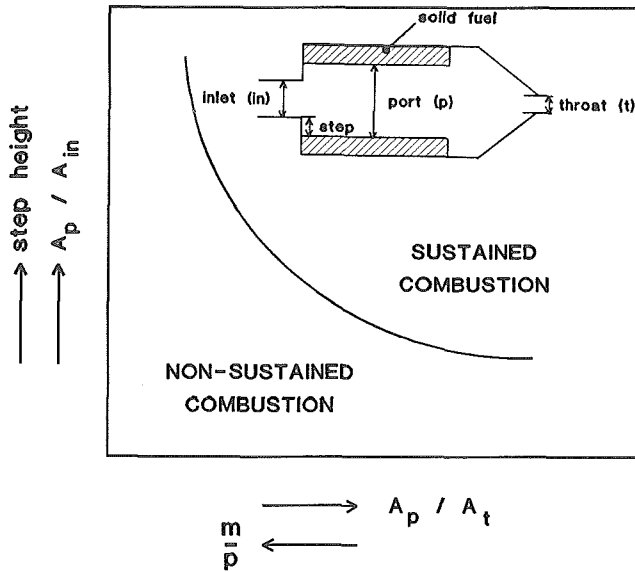 solid fuel
inlet (in)
port (p)
throat (t)
step
step height
A_p / A_in
SUSTAINED
COMBUSTION
NON-SUSTAINED
COMBUSTION
A_p / A_t
m
p